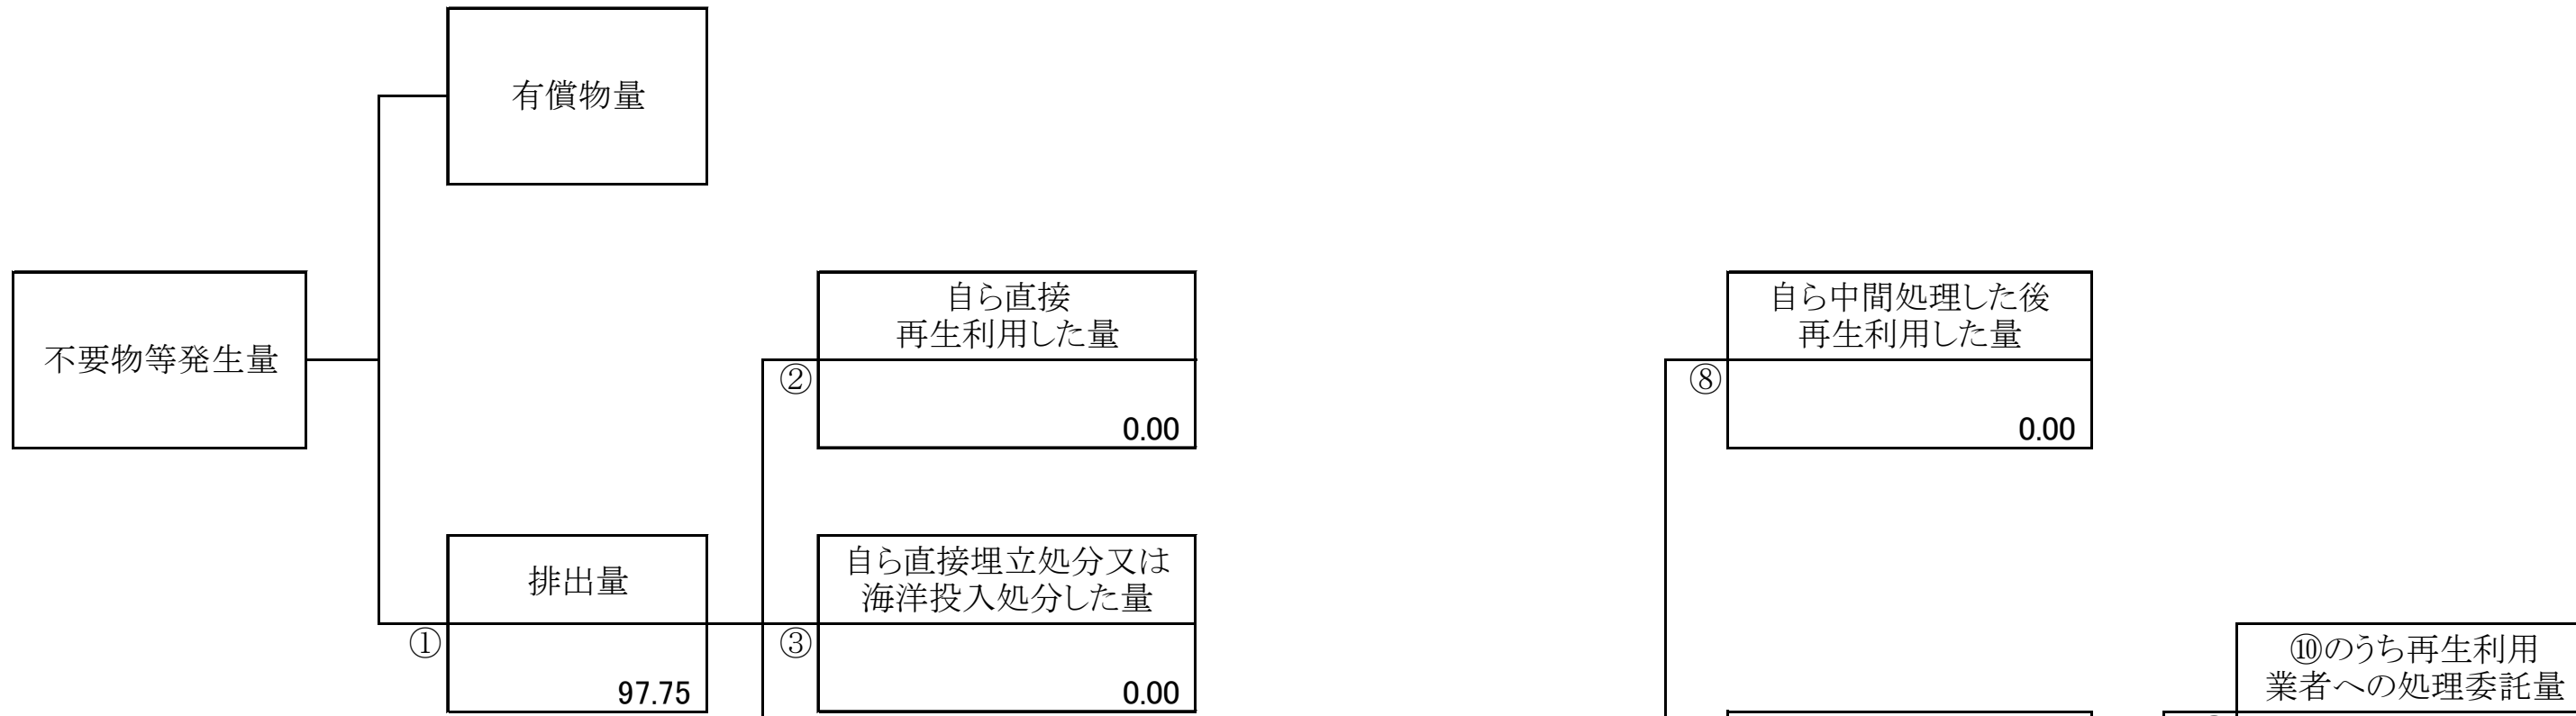 有償物量
自ら直接
再生利用した量
自ら中間処理した後
再生利用した量
不要物等発生量
②
⑧
0.00
0.00
自ら直接埋立処分又は
海洋投入処分した量
排出量
①
③
⑩のうち再生利用
業者への処理委託量
97.75
0.00